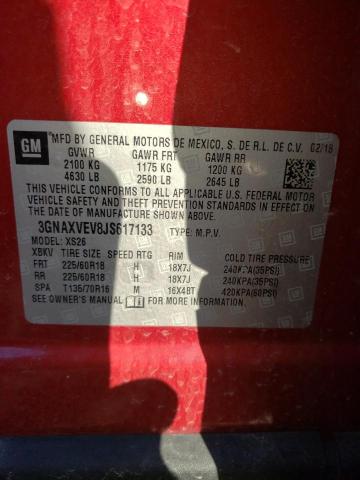 GM
*MFD BY GENERAL MOTORS DE MEXICO, S. DE R.L. DE C.V. 02/18
GVWR GAWR FRT GAWR RR
2100 KG 1175 KG 1200 KG
4630 LB 2590 LB 2645 LB
THIS VEHICLE CONFORMS TO ALL APPLICABLE U.S. FEDERAL MOTOR
VEHICLE SAFETY AND THEFT PREVENTION STANDARDS IN EFFECT ON
THE DATE OF MANUFACTURE SHOWN ABOVE.
3GNAXVEV8JS617133 TYPE: M.P.V.
MODEL: XS26
XBKV TIRE SIZE SPEED RTG RIM COLD TIRE PRESSURE
FRT 225/60R18 H 18X7J 240KPA(35PSI)
RR 225/60R18 H 18X7J 240KPA(35PSI)
SPA T135/70R16 M 16X4BT 420KPA(60PSI)
SEE OWNER'S MANUAL FOR ADDITIONAL INFORMATION.